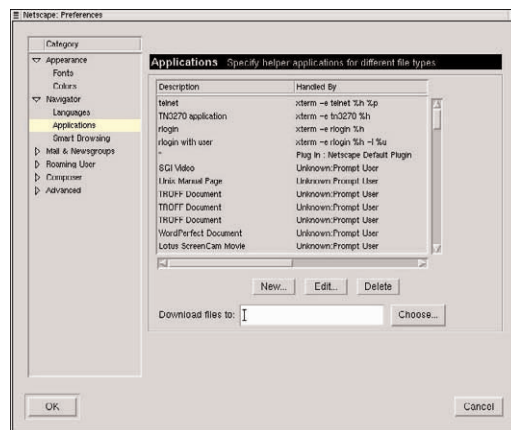 Netscape: Preferences
Category
Appearance
Fonts
Colors
Navigator
Languages
Applications
Smart Browsing
Mail & Newsgroups
Roaming User
Composer
Advanced
Applications Specify helper applications for different file types
Description Handled By
telnet xterm -e telnet %h %p
TN3270 application xterm -e tn3270 %h
rlogin xterm -e rlogin %h
rlogin with user xterm -e rlogin %h -l %u
* Plug In : Netscape Default Plugin
SGI Video Unknown:Prompt User
Unix Manual Page Unknown:Prompt User
TROFF Document Unknown:Prompt User
TROFF Document Unknown:Prompt User
TROFF Document Unknown:Prompt User
WordPerfect Document Unknown:Prompt User
Lotus ScreenCam Movie Unknown:Prompt User
New... Edit... Delete
Download files to: Choose...
OK Cancel